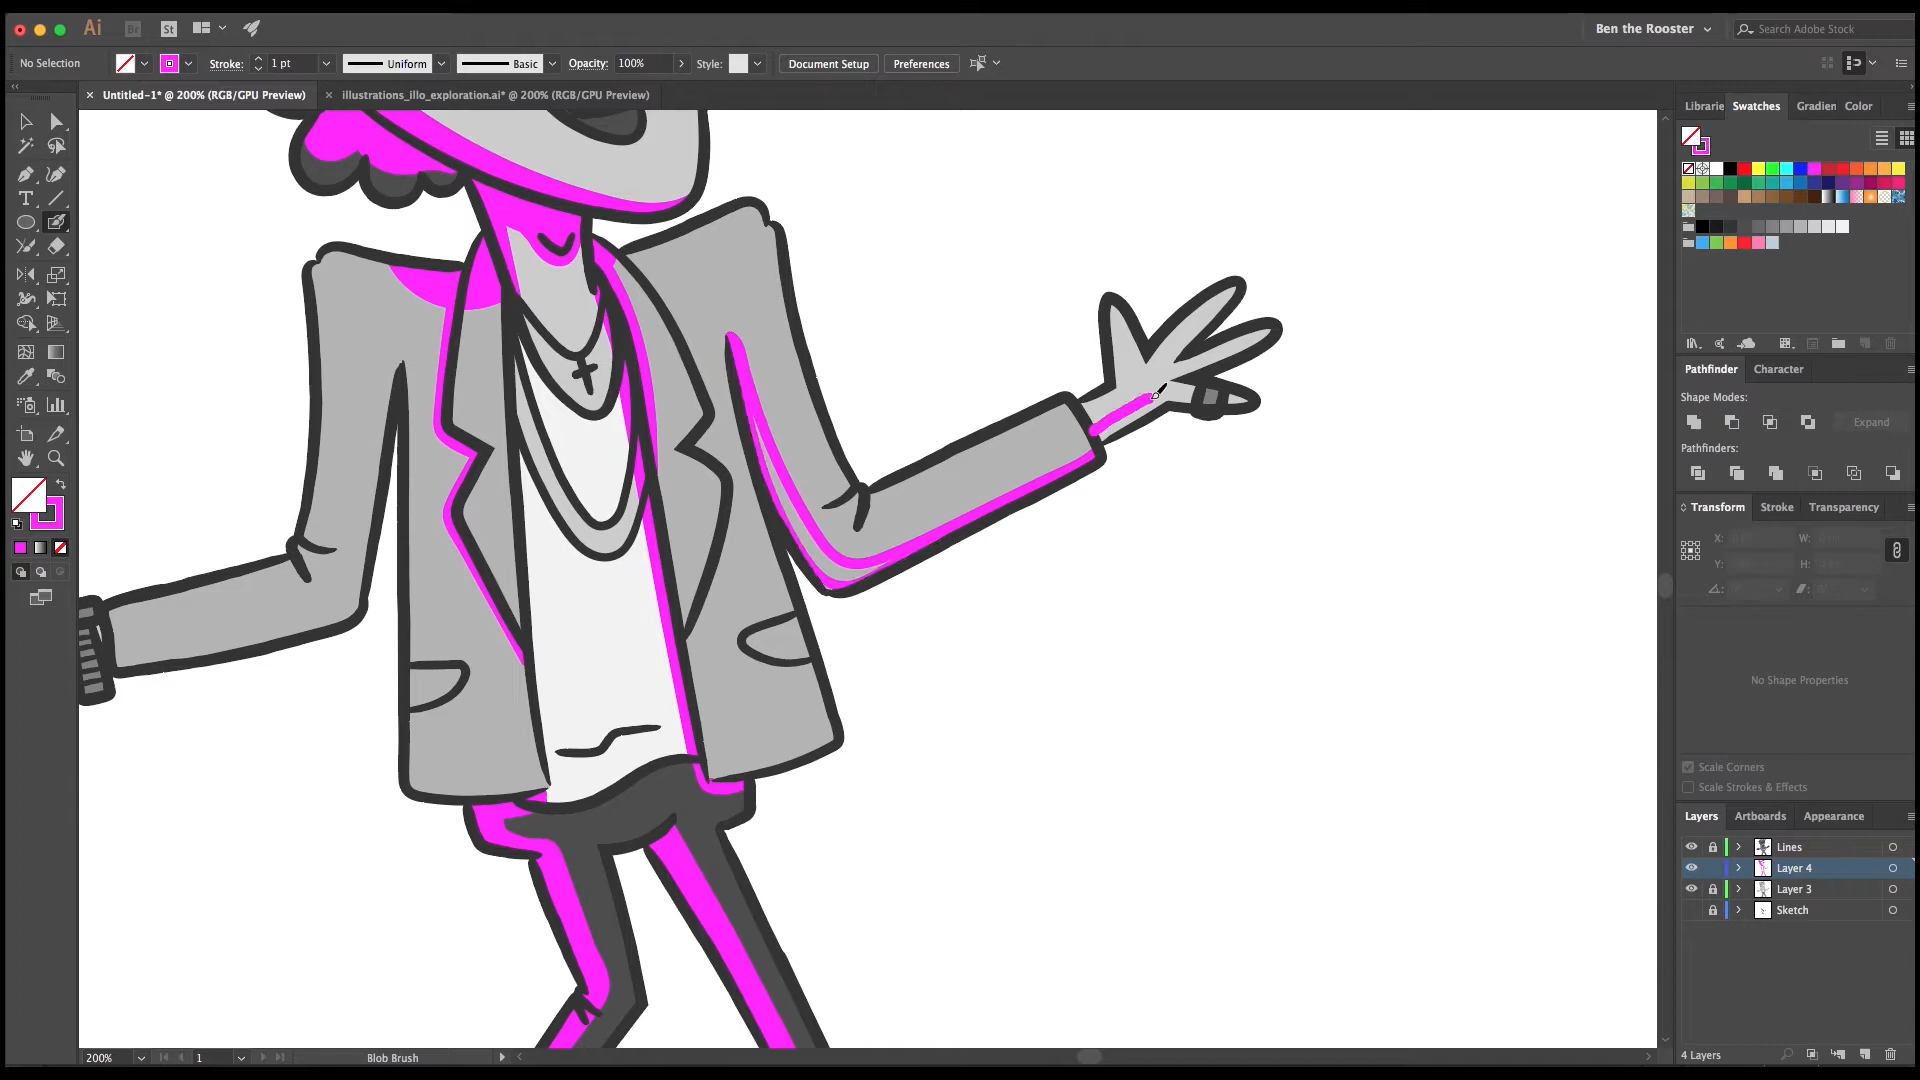 Ai Br St Ben the Rooster Search Adobe Stock
No Selection Stroke: 1 pt Uniform Basic Opacity: 100% Style: Document Setup Preferences
Untitled-1* @ 200% (RGB/GPU Preview) illustrations_illo_exploration.ai* @ 200% (RGB/GPU Preview)
Librarie Swatches Gradien Color
Pathfinder Character
Shape Modes:
Expand
Pathfinders:
Transform Stroke Transparency
X: W:
Y: H:
No Shape Properties
Scale Corners
Scale Strokes & Effects
Layers Artboards Appearance
Lines
Layer 4
Layer 3
Sketch
4 Layers
200% 1 Blob Brush